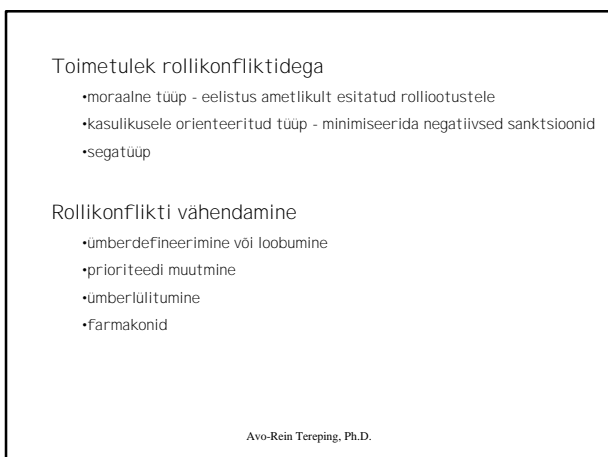 Toimetulek rollikonfliktidega
•moraalne tüüp - eelistus ametlikult esitatud rolliootustele
•kasulikusele orienteeritud tüüp - minimiseerida negatiivsed sanktsioonid
•segatüüp
Rollikonflikti vähendamine
•ümberdefineerimine või loobumine
•prioriteedi muutmine
•ümberlülitumine
•farmakonid
Avo-Rein Tereping, Ph.D.